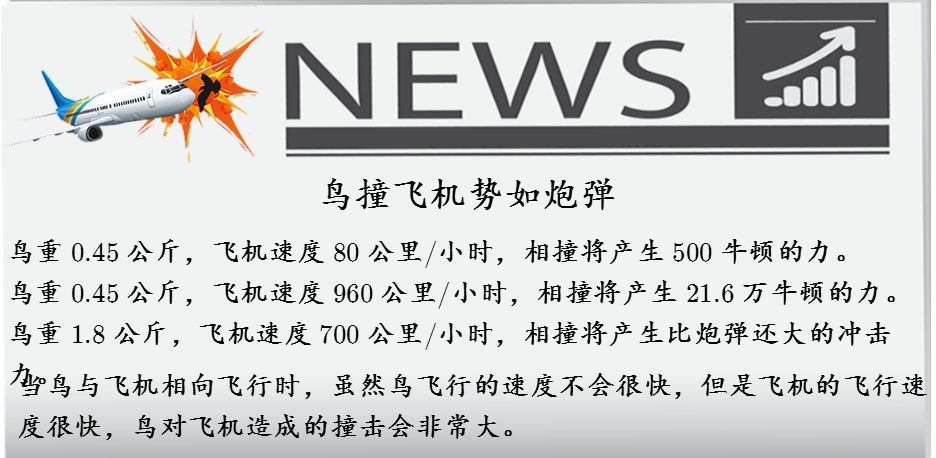 NEWS
鸟撞飞机势如炮弹
鸟重 0.45 公斤，飞机速度 80 公里/小时，相撞将产生 500 牛顿的力。
鸟重 0.45 公斤，飞机速度 960 公里/小时，相撞将产生 21.6 万牛顿的力。
鸟重 1.8 公斤，飞机速度 700 公里/小时，相撞将产生比炮弹还大的冲击
力。
当鸟与飞机相向飞行时，虽然鸟飞行的速度不会很快，但是飞机的飞行速
度很快，鸟对飞机造成的撞击会非常大。